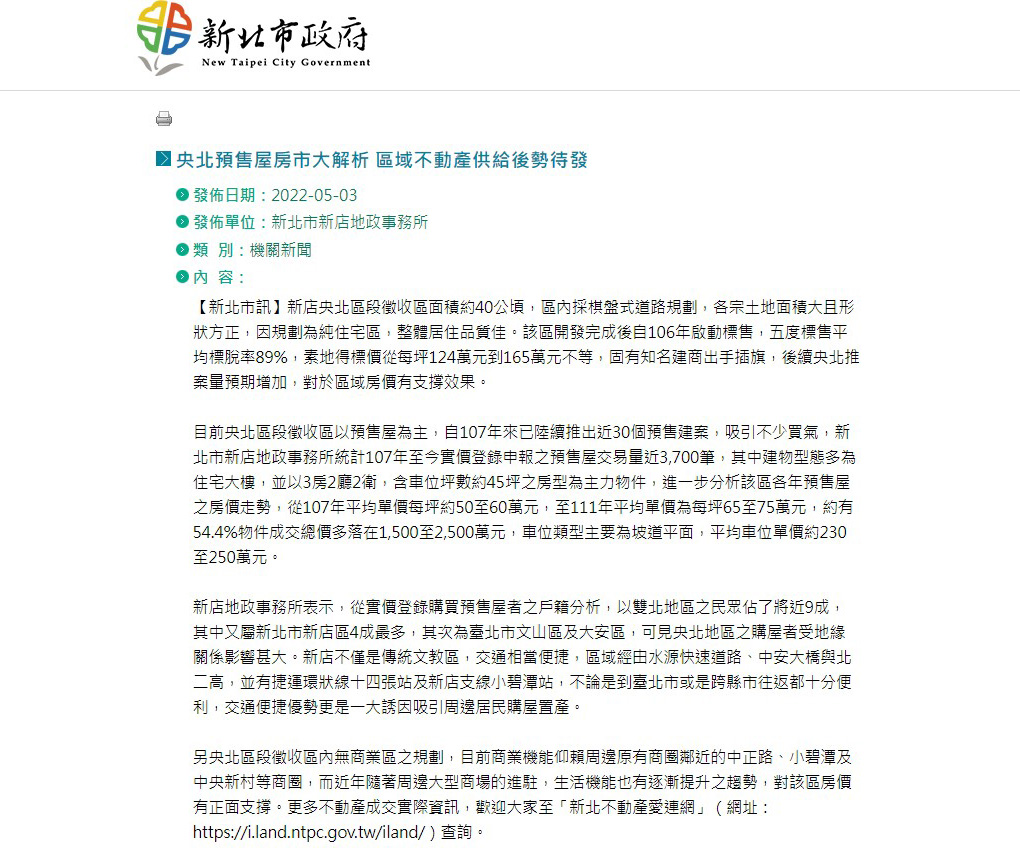 新北市政府
New Taipei City Government
央北預售屋房市大解析 區域不動產供給後勢待發
發佈日期：2022-05-03
發佈單位：新北市新店地政事務所
類 別：機關新聞
內 容：
【新北市訊】新店央北區段徵收區面積約40公頃，區內採棋盤式道路規劃，各宗土地面積大且形
狀方正，因規劃為純住宅區，整體居住品質佳。該區開發完成後自106年啟動標售，五度標售平
均標脫率89%，素地得標價從每坪124萬元到165萬元不等，固有知名建商出手插旗，後續央北推
案量預期增加，對於區域房價有支撐效果。
目前央北區段徵收區以預售屋為主，自107年來已陸續推出近30個預售建案，吸引不少買氣，新
北市新店地政事務所統計107年至今實價登錄申報之預售屋交易量近3,700筆，其中建物型態多為
住宅大樓，並以3房2廳2衛，含車位坪數約45坪之房型為主力物件，進一步分析該區各年預售屋
之房價走勢，從107年平均單價每坪約50至60萬元，至111年平均單價為每坪65至75萬元，約有
54.4%物件成交總價多落在1,500至2,500萬元，車位類型主要為坡道平面，平均車位單價約230
至250萬元。
新店地政事務所表示，從實價登錄購買預售屋者之戶籍分析，以雙北地區之民眾佔了將近9成，
其中又屬新北市新店區4成最多，其次為臺北市文山區及大安區，可見央北地區之購屋者受地緣
關係影響甚大。新店不僅是傳統文教區，交通相當便捷，區域經由水源快速道路、中安大橋與北
二高，並有捷運環狀線十四張站及新店支線小碧潭站，不論是到臺北市或是跨縣市往返都十分便
利，交通便捷優勢更是一大誘因吸引周邊居民購屋置產。
另央北區段徵收區內無商業區之規劃，目前商業機能仰賴周邊原有商圈鄰近的中正路、小碧潭及
中央新村等商圈，而近年隨著周邊大型商場的進駐，生活機能也有逐漸提升之趨勢，對該區房價
有正面支撐。更多不動產成交實際資訊，歡迎大家至「新北不動產愛連網」（網址：
https://i.land.ntpc.gov.tw/iland/）查詢。